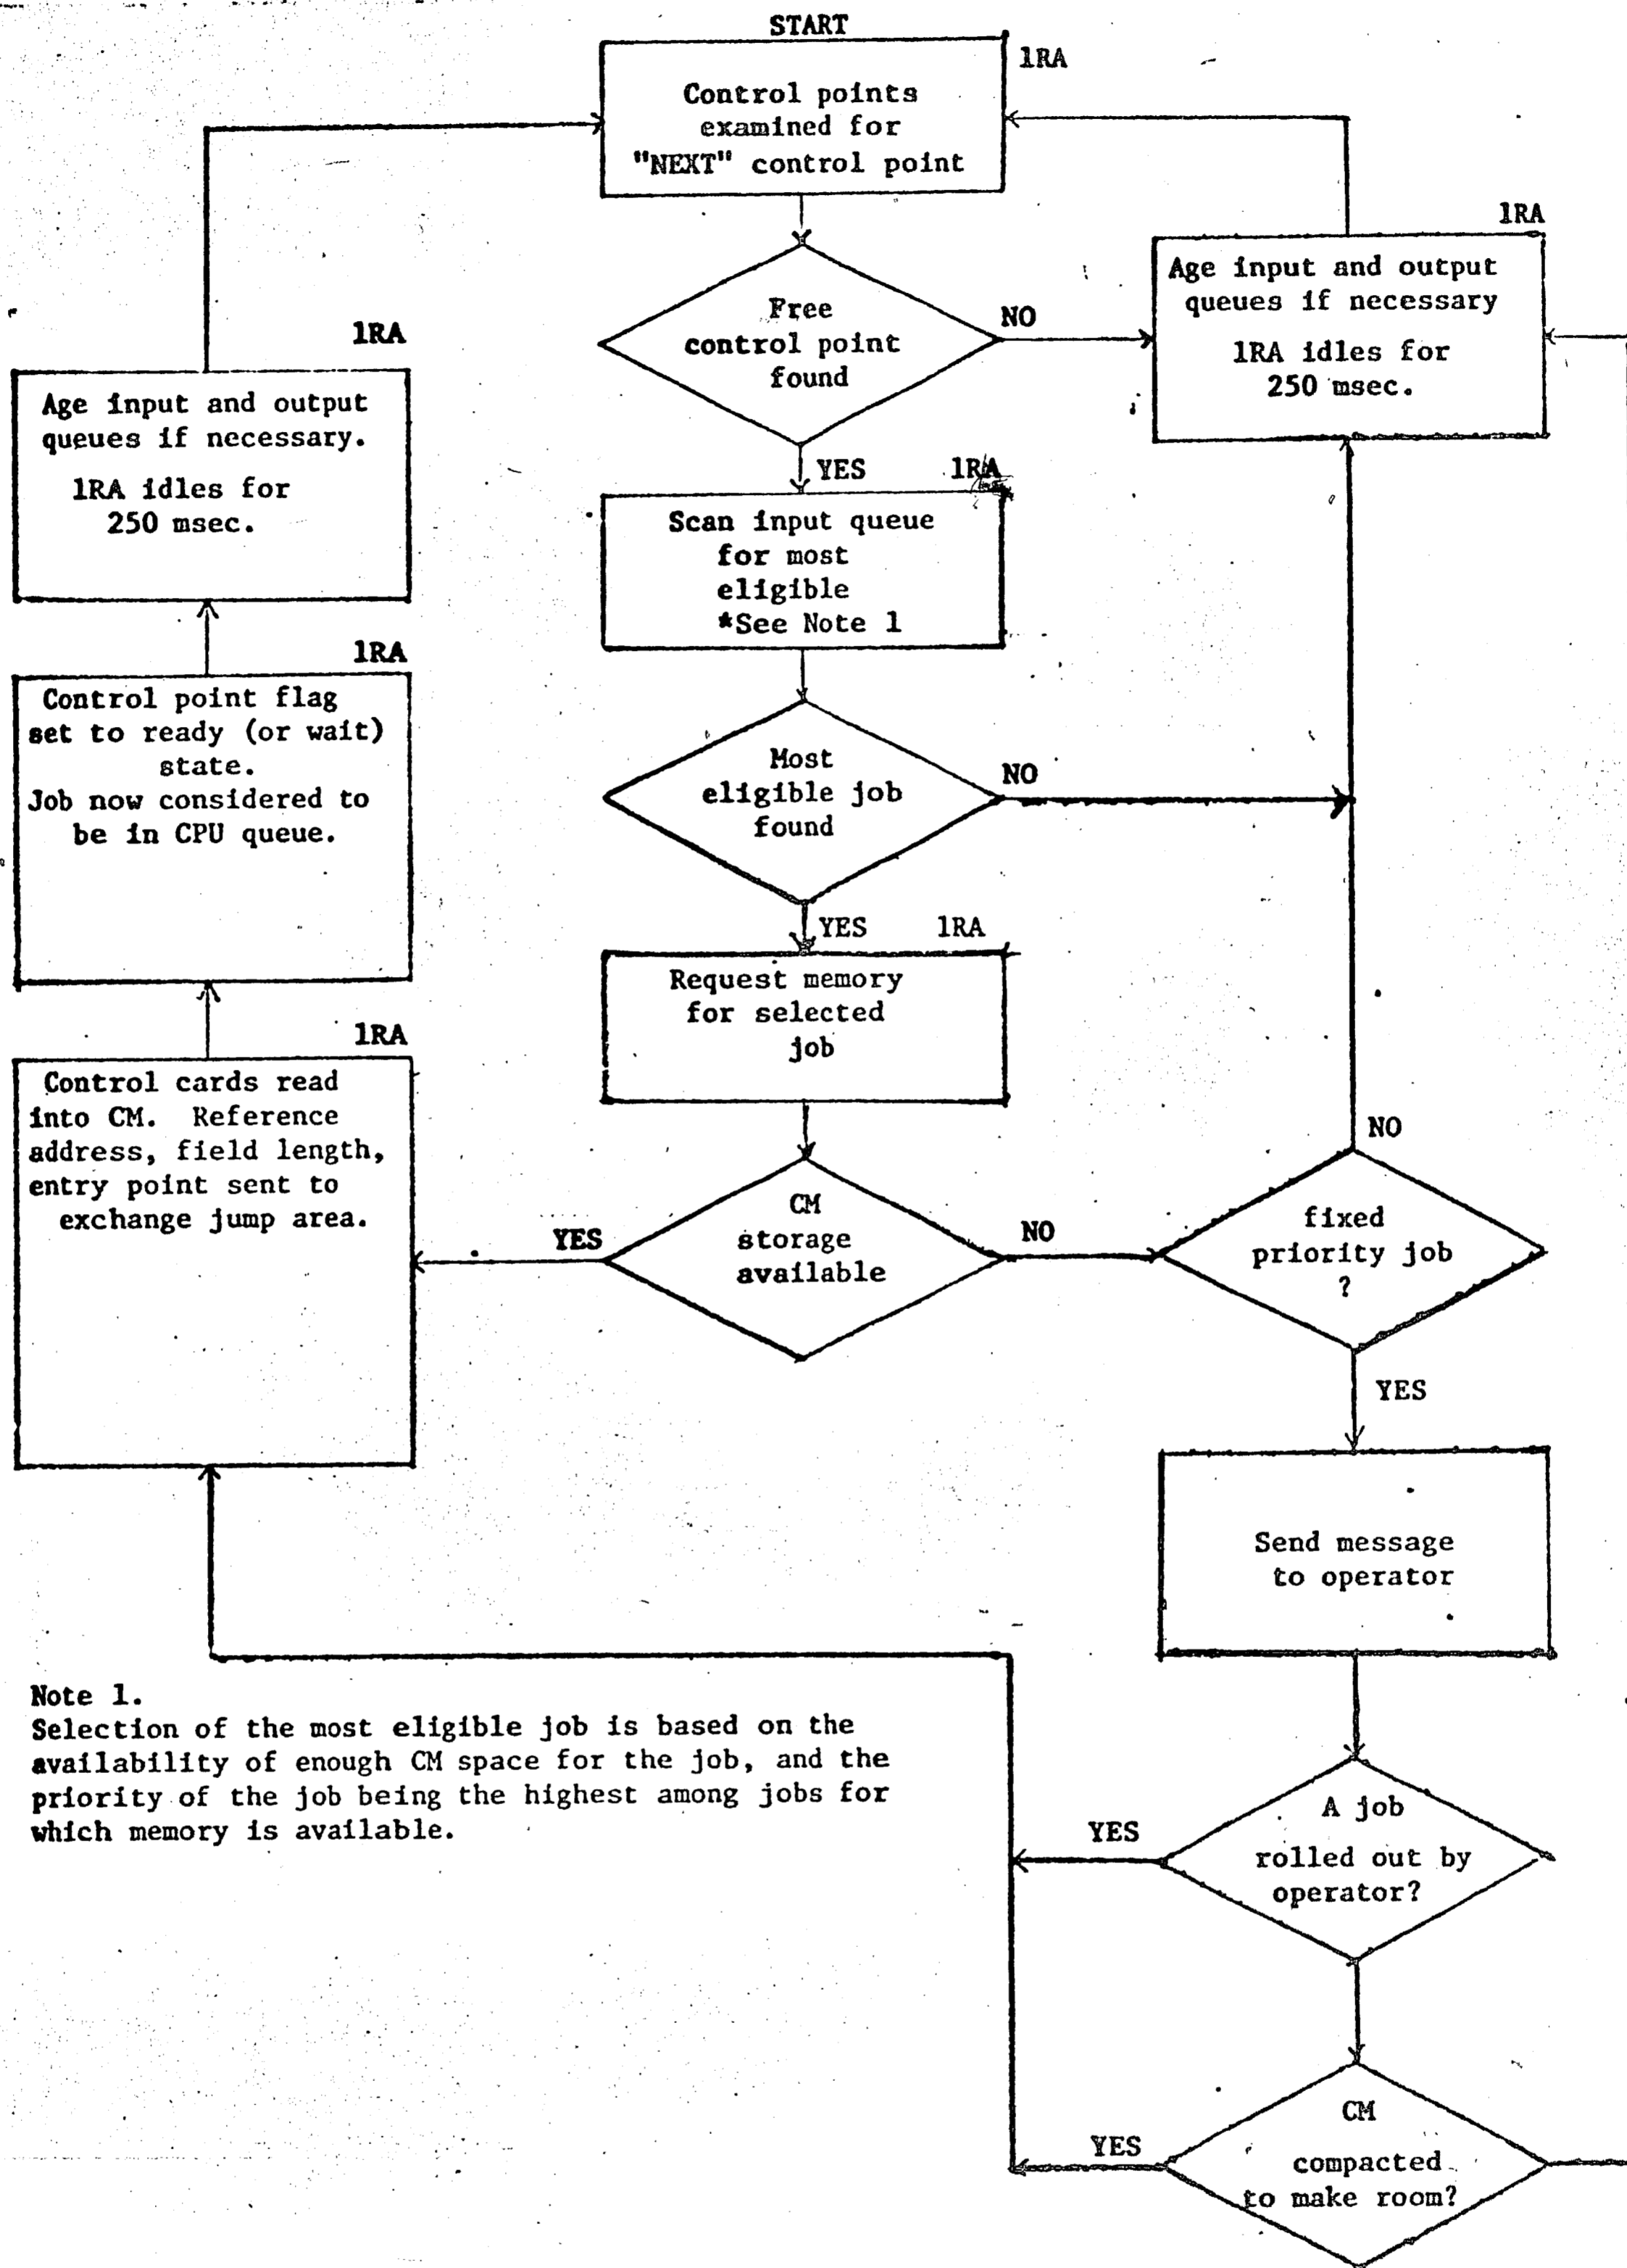 START
1RA
Control points
examined for
"NEXT" control point
1RA
Age input and output
queues if necessary
1RA idles for
250 msec.
Free
control point
found
NO
1RA
Age input and output
queues if necessary.
1RA idles for
250 msec.
YES
1RA
Scan input queue
for most
eligible
*See Note 1
1RA
Control point flag
set to ready (or wait)
state.
Job now considered to
be in CPU queue.
Most
eligible job
found
NO
YES
1RA
Request memory
for selected
job
1RA
Control cards read
into CM. Reference
address, field length,
entry point sent to
exchange jump area.
YES
CM
storage
available
NO
NO
fixed
priority job
?
YES
Send message
to operator
Note 1.
Selection of the most eligible job is based on the
availability of enough CM space for the job, and the
priority of the job being the highest among jobs for
which memory is available.
YES
A job
rolled out by
operator?
YES
CM
compacted
to make room?